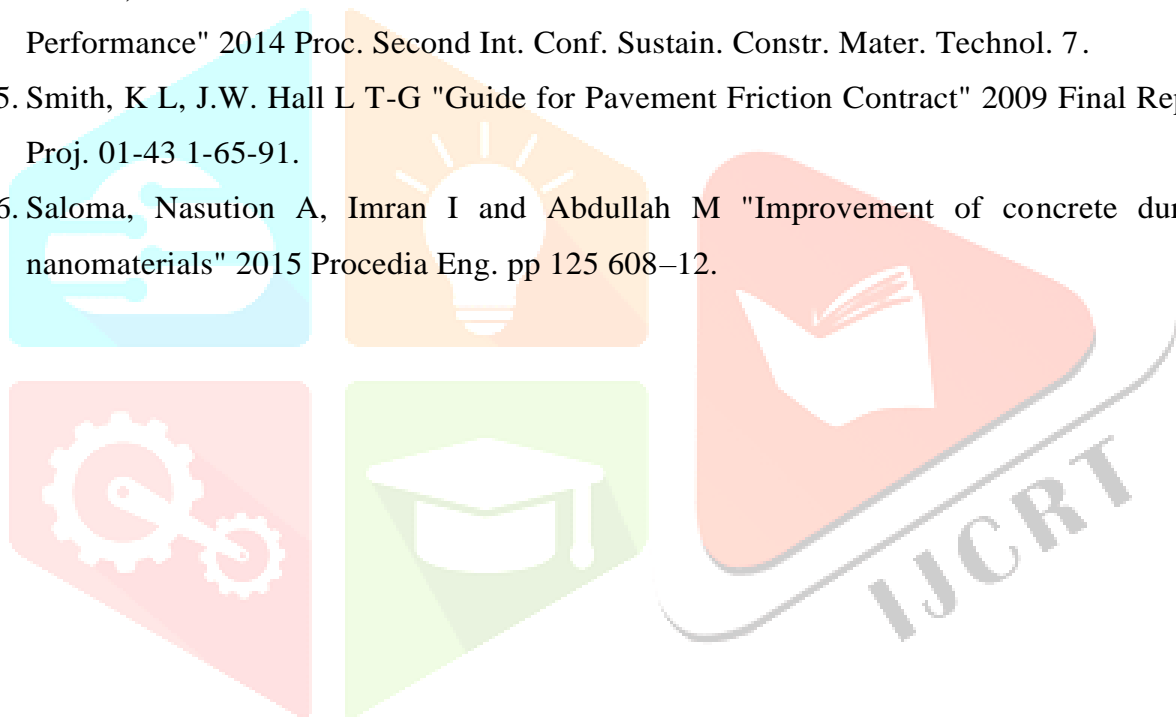 Performance" 2014 Proc. Second Int. Conf. Sustain. Constr. Mater. Technol. 7.
5. Smith, K L, J.W. Hall L T-G "Guide for Pavement Friction Contract" 2009 Final Rep
Proj. 01-43 1-65-91.
6. Saloma, Nasution A, Imran I and Abdullah M "Improvement of concrete dur
nanomaterials" 2015 Procedia Eng. pp 125 608–12.
IJCRT